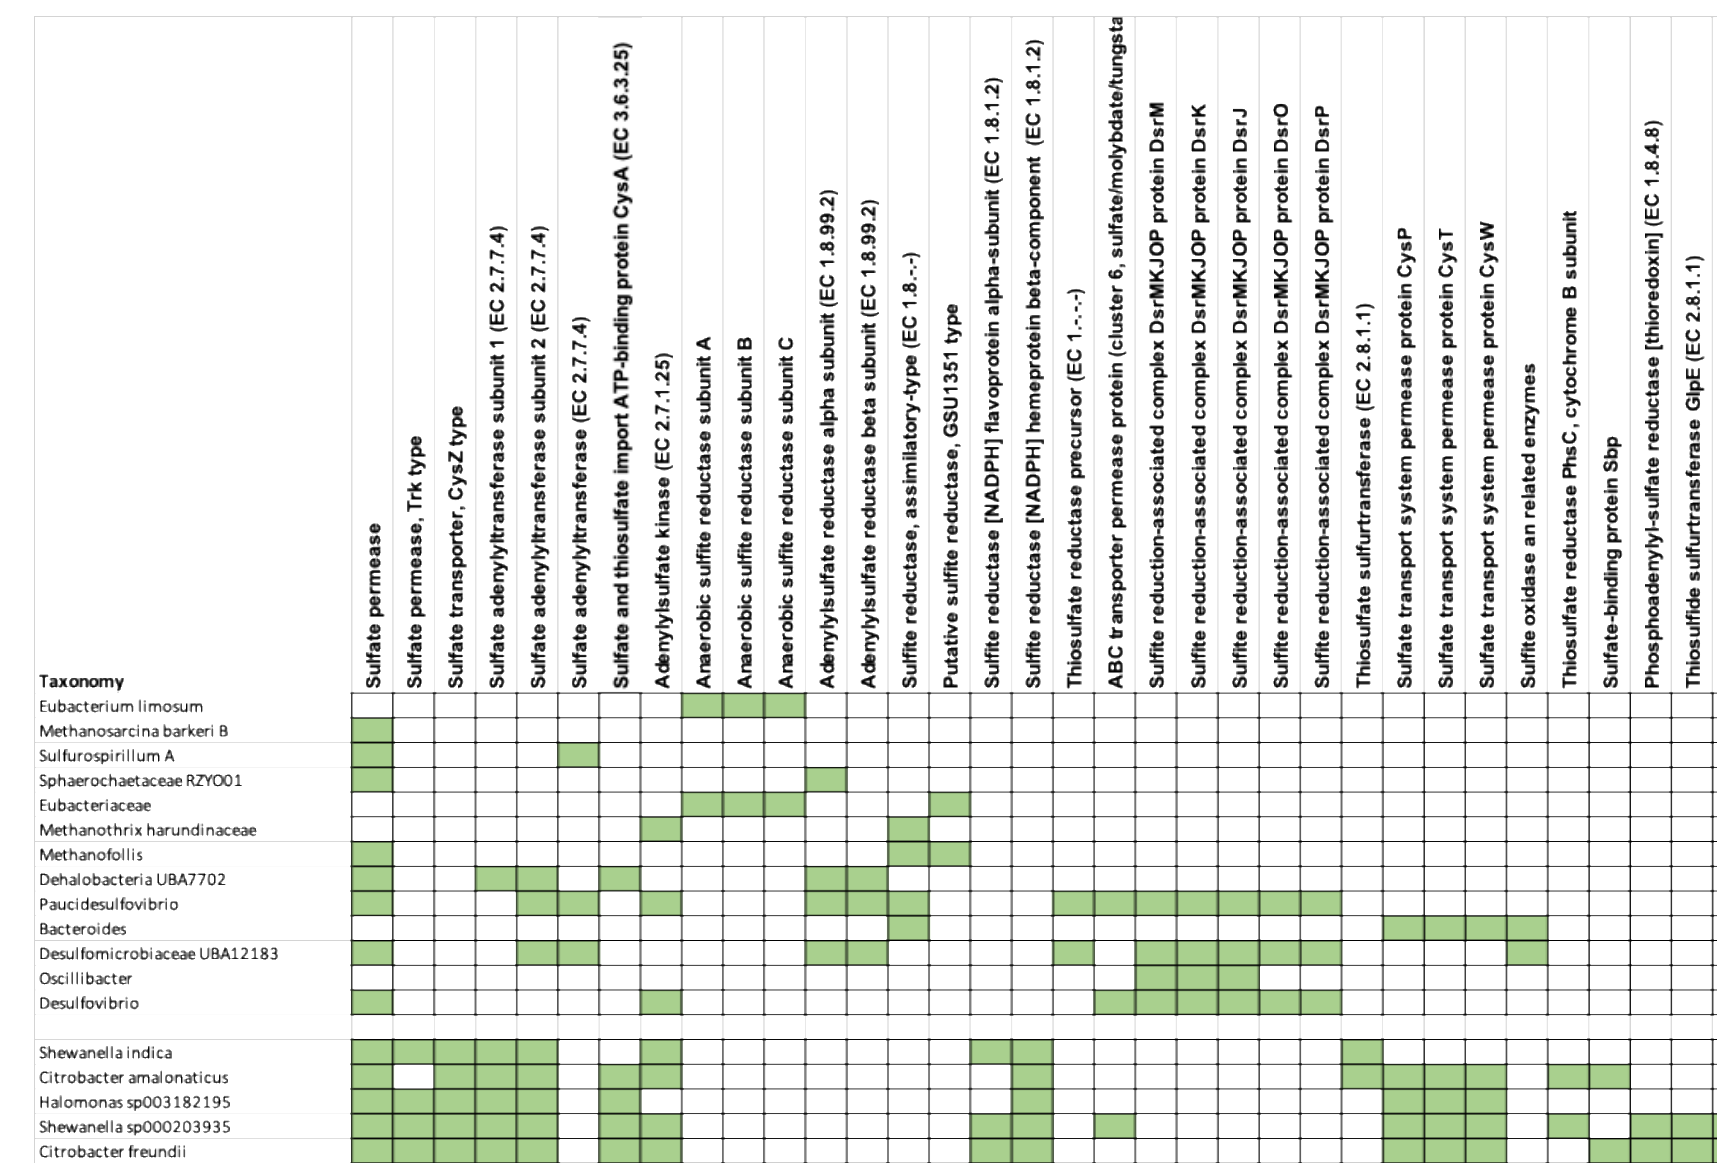 Taxonomy
Sulfate permease
Sulfate permease, Trk type
Sulfate transporter, CysZ type
Sulfate adenylyltransferase subunit 1 (EC 2.7.7.4)
Sulfate adenylyltransferase subunit 2 (EC 2.7.7.4)
Sulfate adenylyltransferase (EC 2.7.7.4)
Sulfate and thiosulfate import ATP-binding protein CysA (EC 3.6.3.25)
Adenylylsulfate kinase (EC 2.7.1.25)
Anaerobic sulfite reductase subunit A
Anaerobic sulfite reductase subunit B
Anaerobic sulfite reductase subunit C
Adenylylsulfate reductase alpha subunit (EC 1.8.99.2)
Adenylylsulfate reductase beta subunit (EC 1.8.99.2)
Sulfite reductase, assimilatory-type (EC 1.8.-.-)
Putative sulfite reductase, GSU1351 type
Sulfite reductase [NADPH] flavoprotein alpha-subunit (EC 1.8.1.2)
Sulfite reductase [NADPH] hemeprotein beta-component (EC 1.8.1.2)
Thiosulfate reductase precursor (EC 1.-.-.-)
ABC transporter permease protein (cluster 6, sulfate/molybdate/tungsta
Sulfite reduction-associated complex DsrMKJOP protein DsrM
Sulfite reduction-associated complex DsrMKJOP protein DsrK
Sulfite reduction-associated complex DsrMKJOP protein DsrJ
Sulfite reduction-associated complex DsrMKJOP protein DsrO
Sulfite reduction-associated complex DsrMKJOP protein DsrP
Thiosulfate sulfurtransferase (EC 2.8.1.1)
Sulfate transport system permease protein CysP
Sulfate transport system permease protein CysT
Sulfate transport system permease protein CysW
Sulfite oxidase an related enzymes
Thiosulfate reductase PhsC, cytochrome B subunit
Sulfate-binding protein Sbp
Phosphoadenylyl-sulfate reductase [thioredoxin] (EC 1.8.4.8)
Thiosulfide sulfurtransferase GlpE (EC 2.8.1.1)
Eubacterium limosum
Methanosarcina barkeri B
Sulfurospirillum A
Sphaerochaetaceae RZYO01
Eubacteriaceae
Methanothrix harundinaceae
Methanofollis
Dehalobacteria UBA7702
Paucidesulfovibrio
Bacteroides
Desulfomicrobiaceae UBA12183
Oscillibacter
Desulfovibrio
Shewanella indica
Citrobacter amalonaticus
Halomonas sp003182195
Shewanella sp000203935
Citrobacter freundii